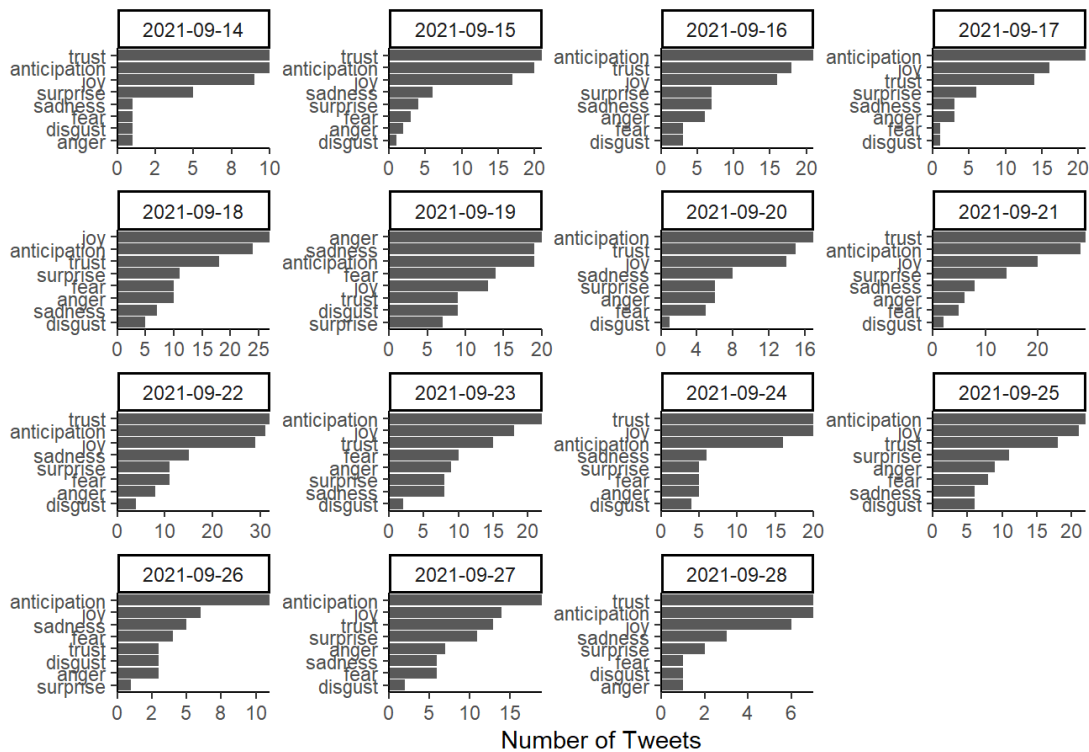 2021-09-14
trust
anticipation
joy
surprise
sadness
fear
disgust
anger
0 2 5 8 10
2021-09-15
trust
anticipation
joy
sadness
surprise
fear
anger
disgust
0 5 10 15 20
2021-09-16
anticipation
trust
joy
surprise
sadness
anger
fear
disgust
0 5 10 15 20
2021-09-17
anticipation
joy
trust
surprise
sadness
anger
fear
disgust
0 5 10 15 20
2021-09-18
joy
anticipation
trust
surprise
fear
anger
sadness
disgust
0 5 10 15 20 25
2021-09-19
anger
sadness
anticipation
fear
joy
trust
disgust
surprise
0 5 10 15 20
2021-09-20
anticipation
trust
joy
sadness
surprise
anger
fear
disgust
0 4 8 12 16
2021-09-21
trust
anticipation
joy
surprise
sadness
anger
fear
disgust
0 10 20
2021-09-22
trust
anticipation
joy
sadness
surprise
fear
anger
disgust
0 10 20 30
2021-09-23
anticipation
joy
trust
fear
anger
surprise
sadness
disgust
0 5 10 15 20
2021-09-24
trust
joy
anticipation
sadness
surprise
fear
anger
disgust
0 5 10 15 20
2021-09-25
anticipation
joy
trust
surprise
anger
fear
sadness
disgust
0 5 10 15 20
2021-09-26
anticipation
joy
sadness
fear
trust
disgust
anger
surprise
0 2 5 8 10
2021-09-27
anticipation
joy
trust
surprise
anger
sadness
fear
disgust
0 5 10 15
2021-09-28
trust
anticipation
joy
sadness
surprise
fear
disgust
anger
0 2 4 6
Number of Tweets